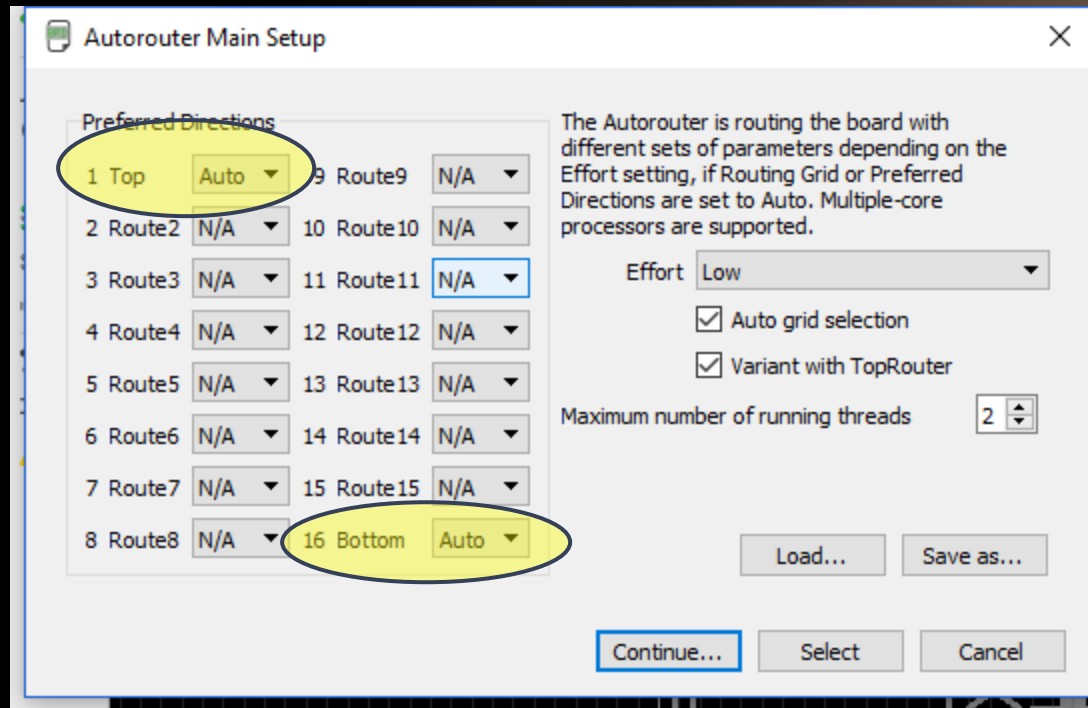 Autorouter Main Setup
Preferred Directions
1 Top Auto 9 Route9 N/A
2 Route2 N/A 10 Route10 N/A
3 Route3 N/A 11 Route11 N/A
4 Route4 N/A 12 Route12 N/A
5 Route5 N/A 13 Route13 N/A
6 Route6 N/A 14 Route14 N/A
7 Route7 N/A 15 Route15 N/A
8 Route8 N/A 16 Bottom Auto
The Autorouter is routing the board with
different sets of parameters depending on the
Effort setting, if Routing Grid or Preferred
Directions are set to Auto. Multiple-core
processors are supported.
Effort Low
Auto grid selection
Variant with TopRouter
Maximum number of running threads 2
Load... Save as...
Continue... Select Cancel